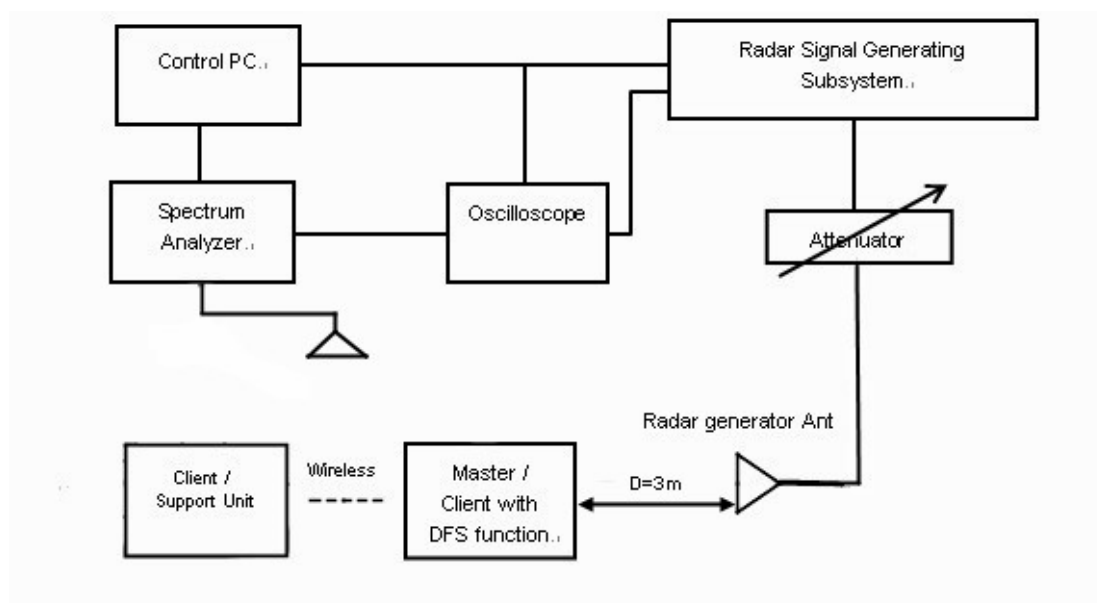 Control PC.
Radar Signal Generating
Subsystem.
Spectrum
Analyzer.
Oscilloscope
Attenuator
Radar generator Ant
Client /
Support Unit
Wireless
Master /
Client with
DFS function.
D=3m